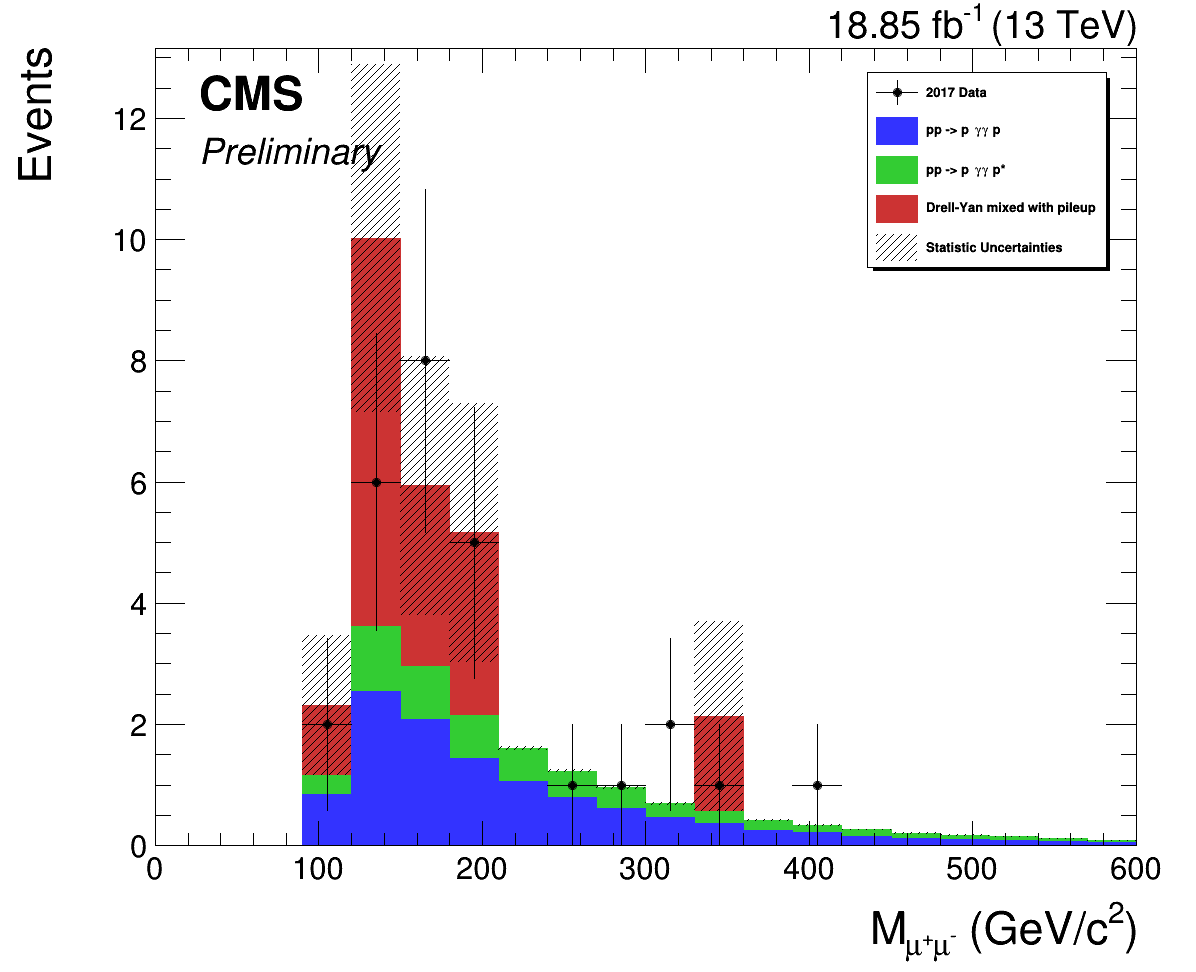 18.85 fb⁻¹ (13 TeV)
Events
CMS
Preliminary
2017 Data
pp -> p γγ p
pp -> p γγ p*
Drell-Yan mixed with pileup
Statistic Uncertainties
12
10
8
6
4
2
0
0 100 200 300 400 500 600
M_μ⁺μ⁻ (GeV/c²)